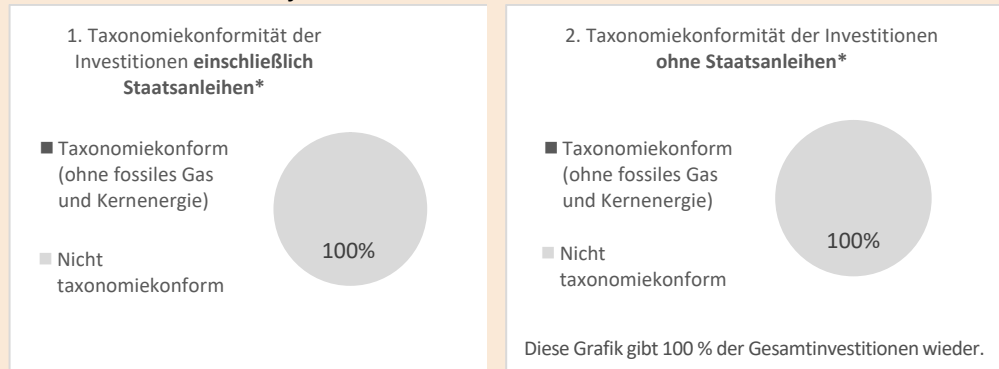 1. Taxonomiekonformität der
Investitionen einschließlich
Staatsanleihen*
Taxonomiekonform
(ohne fossiles Gas
und Kernenergie)
Nicht
taxonomiekonform
100%
2. Taxonomiekonformität der Investitionen
ohne Staatsanleihen*
Taxonomiekonform
(ohne fossiles Gas
und Kernenergie)
Nicht
taxonomiekonform
100%
Diese Grafik gibt 100 % der Gesamtinvestitionen wieder.